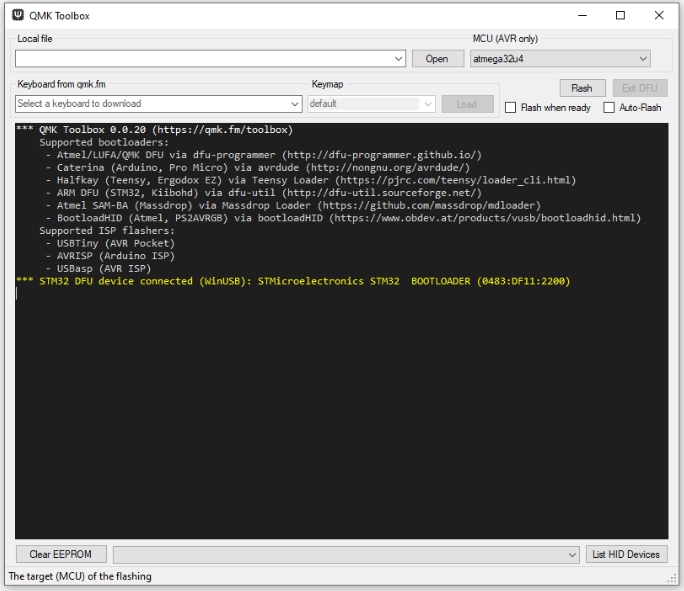 QMK Toolbox
Local file
MCU (AVR only)
Open
atmega32u4
Keyboard from qmk.fm
Keymap
Flash
Exit DFU
Select a keyboard to download
default
Load
Flash when ready
Auto-Flash
*** QMK Toolbox 0.0.20 (https://qmk.fm/toolbox)
Supported bootloaders:
- Atmel/LUFA/QMK DFU via dfu-programmer (http://dfu-programmer.github.io/)
- Caterina (Arduino, Pro Micro) via avrdude (http://nongnu.org/avrdude/)
- Halfkay (Teensy, Ergodox EZ) via Teensy Loader (https://pjrc.com/teensy/loader_cli.html)
- ARM DFU (STM32, Kiibohd) via dfu-util (http://dfu-util.sourceforge.net/)
- Atmel SAM-BA (Massdrop) via Massdrop Loader (https://github.com/massdrop/mdloader)
- BootloadHID (Atmel, PS2AVRGB) via bootloadHID (https://www.obdev.at/products/vusb/bootloadhid.html)
Supported ISP flashers:
- USBTiny (AVR Pocket)
- AVRISP (Arduino ISP)
- USBasp (AVR ISP)
*** STM32 DFU device connected (WinUSB): STMicroelectronics STM32  BOOTLOADER (0483:DF11:2200)
Clear EEPROM
List HID Devices
The target (MCU) of the flashing